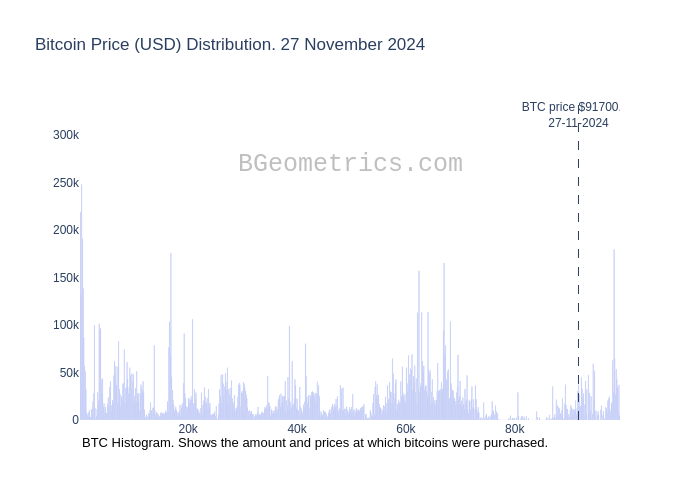 Bitcoin Price (USD) Distribution. 27 November 2024
BTC price $91700.
27-11-2024
BGeometrics.com
300k
250k
200k
150k
100k
50k
0
20k 40k 60k 80k
BTC Histogram. Shows the amount and prices at which bitcoins were purchased.